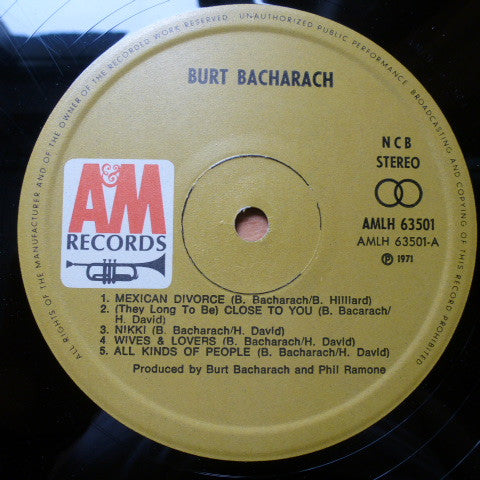 ALL RIGHTS OF THE MANUFACTURER AND OF THE OWNER OF THE RECORDED WORK RESERVED. UNAUTHORIZED PUBLIC PERFORMANCE, BROADCASTING AND COPYING OF THIS RECORD PROHIBITED
BURT BACHARACH
A&M
RECORDS
NCB
STEREO
AMLH 63501
AMLH 63501-A
℗ 1971
1. MEXICAN DIVORCE (B. Bacharach/B. Hilliard)
2. (They Long To Be) CLOSE TO YOU (B. Bacarach/
H. David)
3. NIKKI (B. Bacharach/H. David)
4. WIVES & LOVERS (B. Bacharach/H. David)
5. ALL KINDS OF PEOPLE (B. Bacharach/H. David)
Produced by Burt Bacharach and Phil Ramone